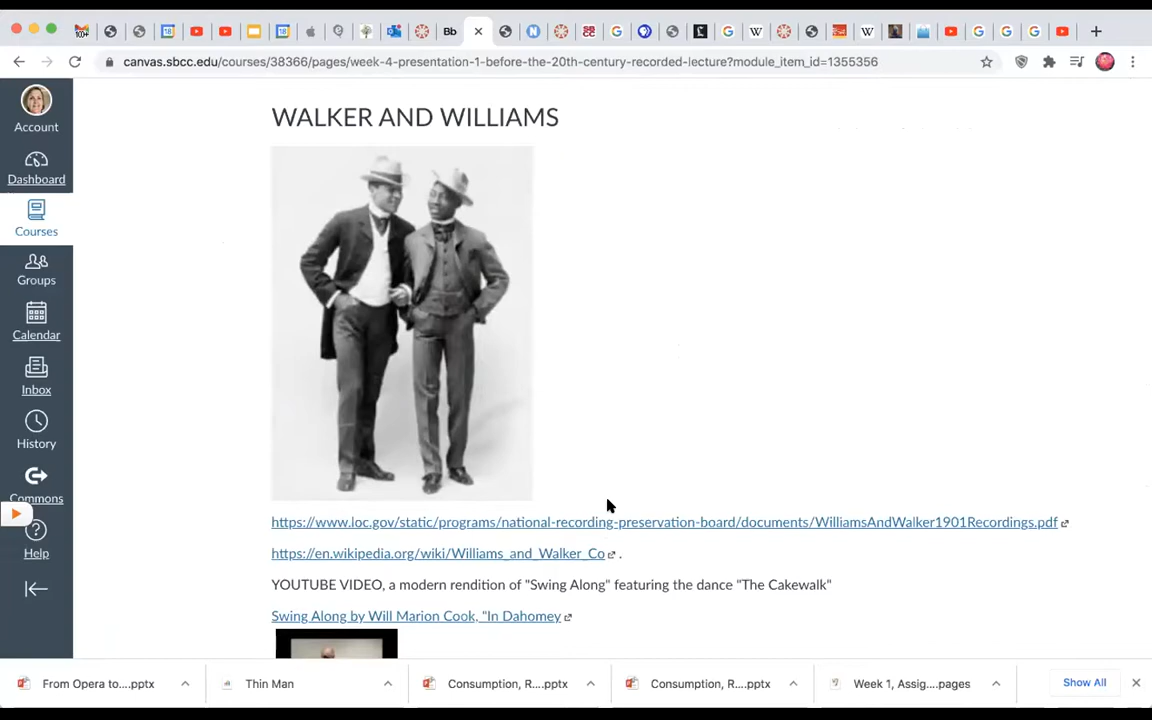 100+
18
18
Bb
N
L
G
G
W
W
G
G
G
canvas.sbcc.edu/courses/38366/pages/week-4-presentation-1-before-the-20th-century-recorded-lecture?module_item_id=1355356
Account
Dashboard
Courses
Groups
Calendar
Inbox
History
Commons
Help
WALKER AND WILLIAMS
https://www.loc.gov/static/programs/national-recording-preservation-board/documents/WilliamsAndWalker1901Recordings.pdf
https://en.wikipedia.org/wiki/Williams_and_Walker_Co .
YOUTUBE VIDEO, a modern rendition of "Swing Along" featuring the dance "The Cakewalk"
Swing Along by Will Marion Cook, "In Dahomey
From Opera to....pptx
Thin Man
Consumption, R....pptx
Consumption, R....pptx
Week 1, Assig....pages
Show All